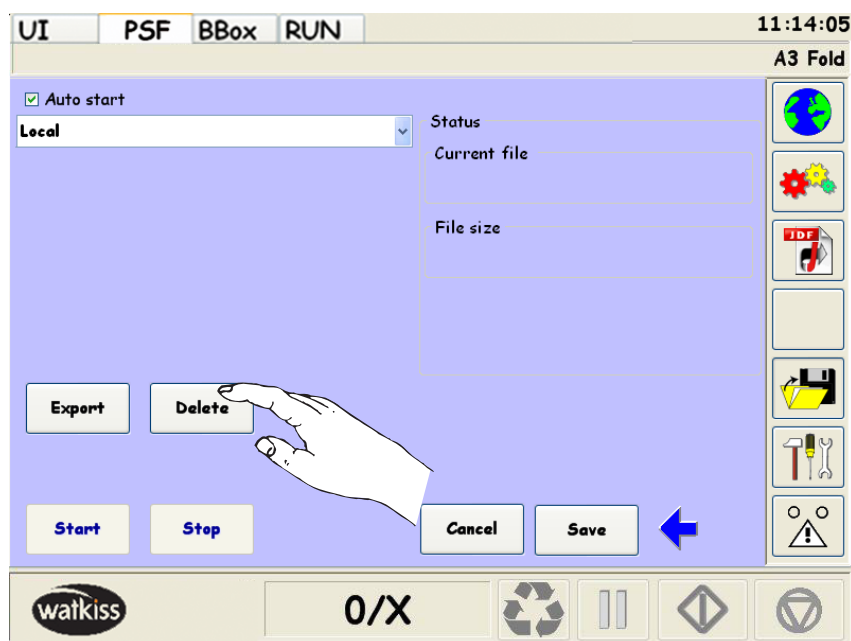 UI PSF BBox RUN 11:14:05
A3 Fold
Auto start
Local
Status
Current file
File size
JDF
Export Delete
Start Stop Cancel Save
watkiss 0/X